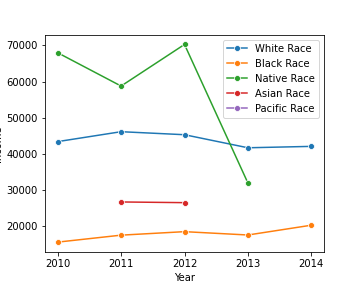 70000
60000
50000
40000
30000
20000
2010
2011
2012
2013
2014
Year
White Race
Black Race
Native Race
Asian Race
Pacific Race